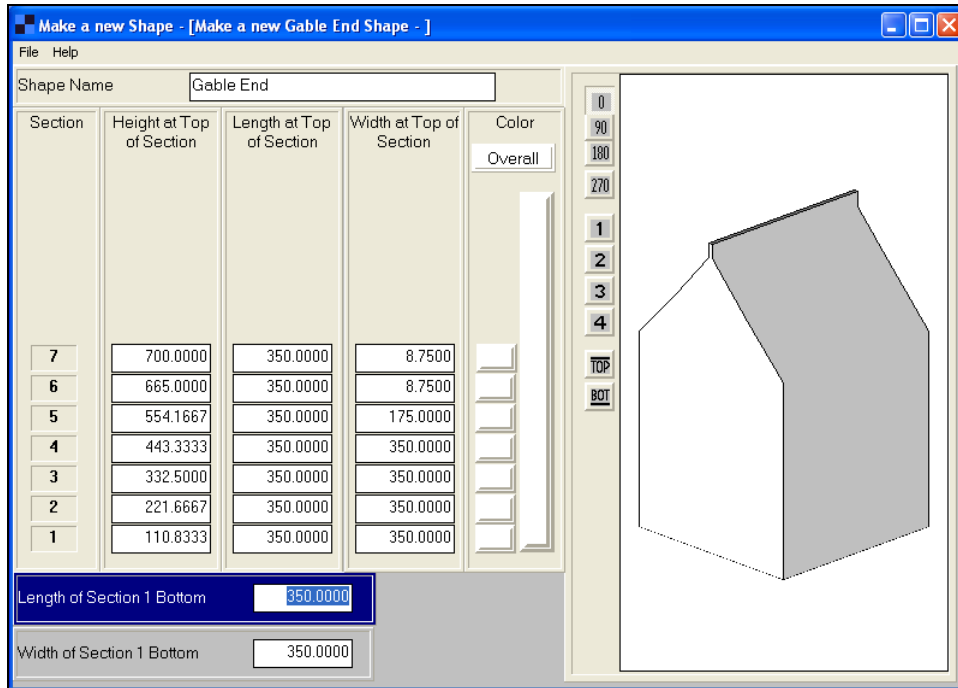 Make a new Shape - [Make a new Gable End Shape - ]
File Help
Shape Name Gable End
Section Height at Top of Section Length at Top of Section Width at Top of Section Color
Overall
7 700.0000 350.0000 8.7500
6 665.0000 350.0000 8.7500
5 554.1667 350.0000 175.0000
4 443.3333 350.0000 350.0000
3 332.5000 350.0000 350.0000
2 221.6667 350.0000 350.0000
1 110.8333 350.0000 350.0000
Length of Section 1 Bottom 350.0000
Width of Section 1 Bottom 350.0000
0
90
180
270
1
2
3
4
TOP
BOT